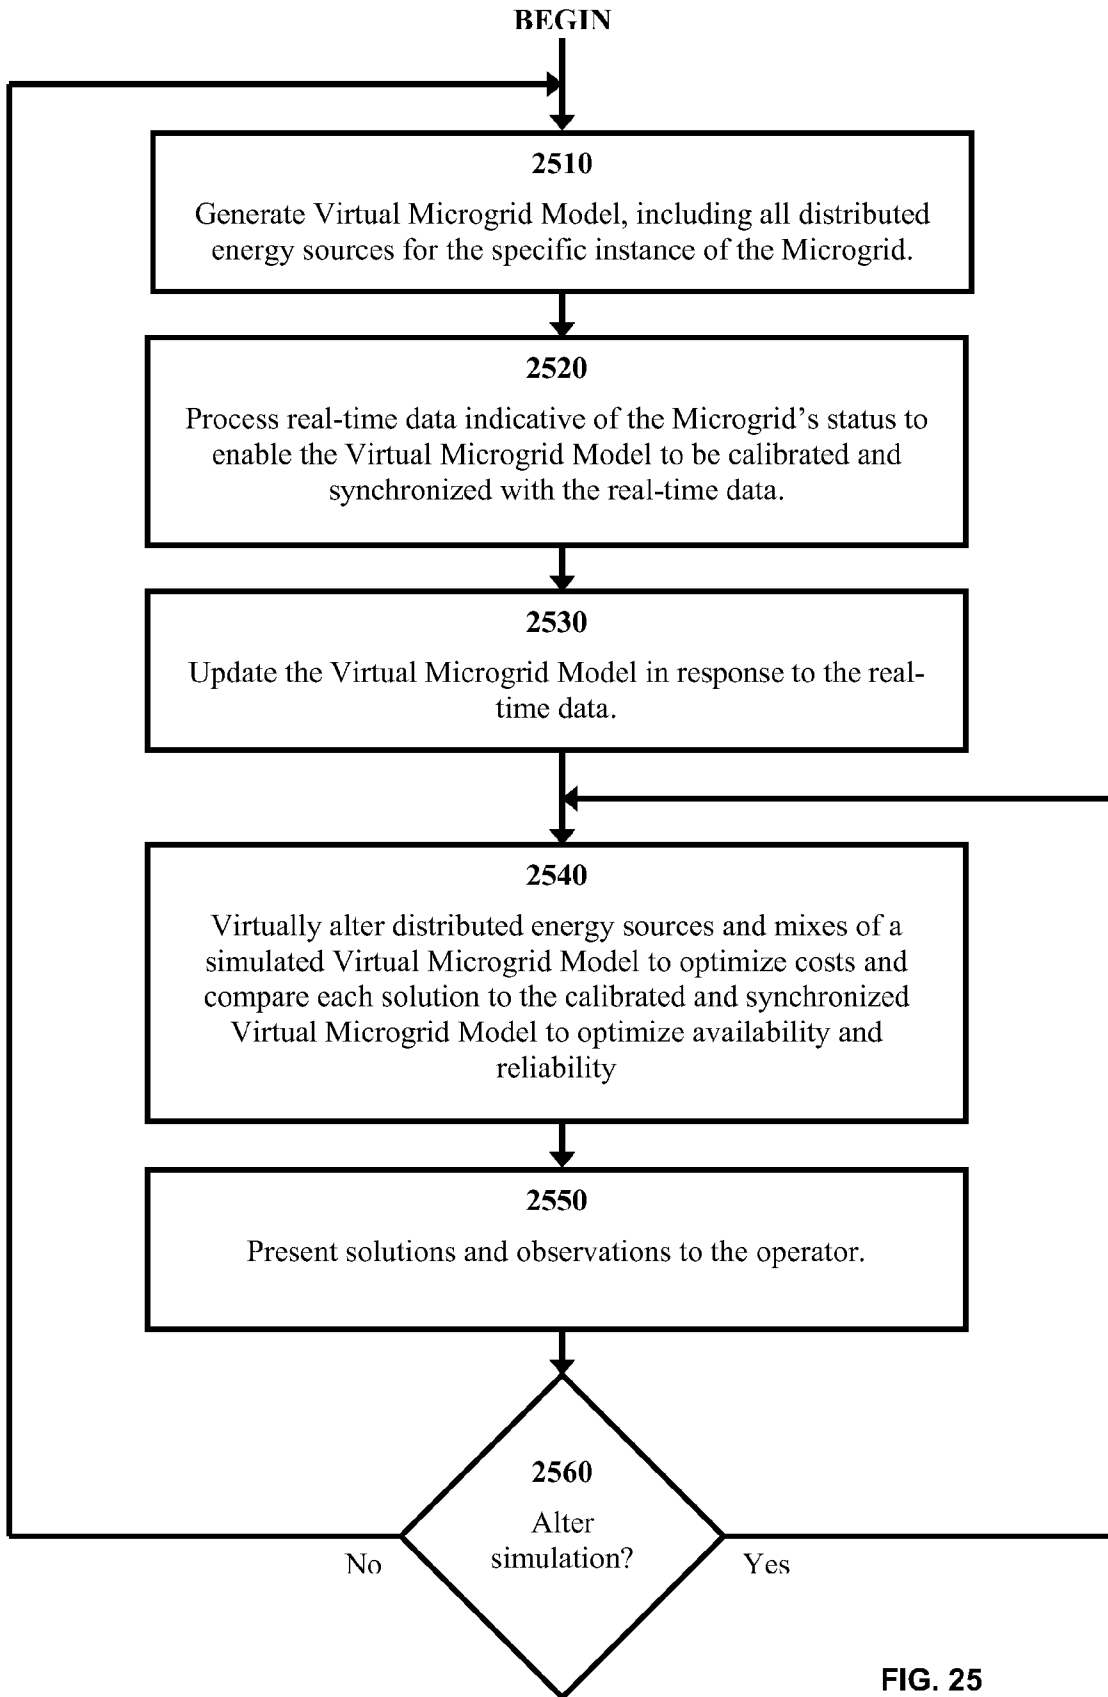 BEGIN
2510
Generate Virtual Microgrid Model, including all distributed
energy sources for the specific instance of the Microgrid.
2520
Process real-time data indicative of the Microgrid's status to
enable the Virtual Microgrid Model to be calibrated and
synchronized with the real-time data.
2530
Update the Virtual Microgrid Model in response to the real-
time data.
2540
Virtually alter distributed energy sources and mixes of a
simulated Virtual Microgrid Model to optimize costs and
compare each solution to the calibrated and synchronized
Virtual Microgrid Model to optimize availability and
reliability
2550
Present solutions and observations to the operator.
2560
Alter
simulation?
No
Yes
FIG. 25